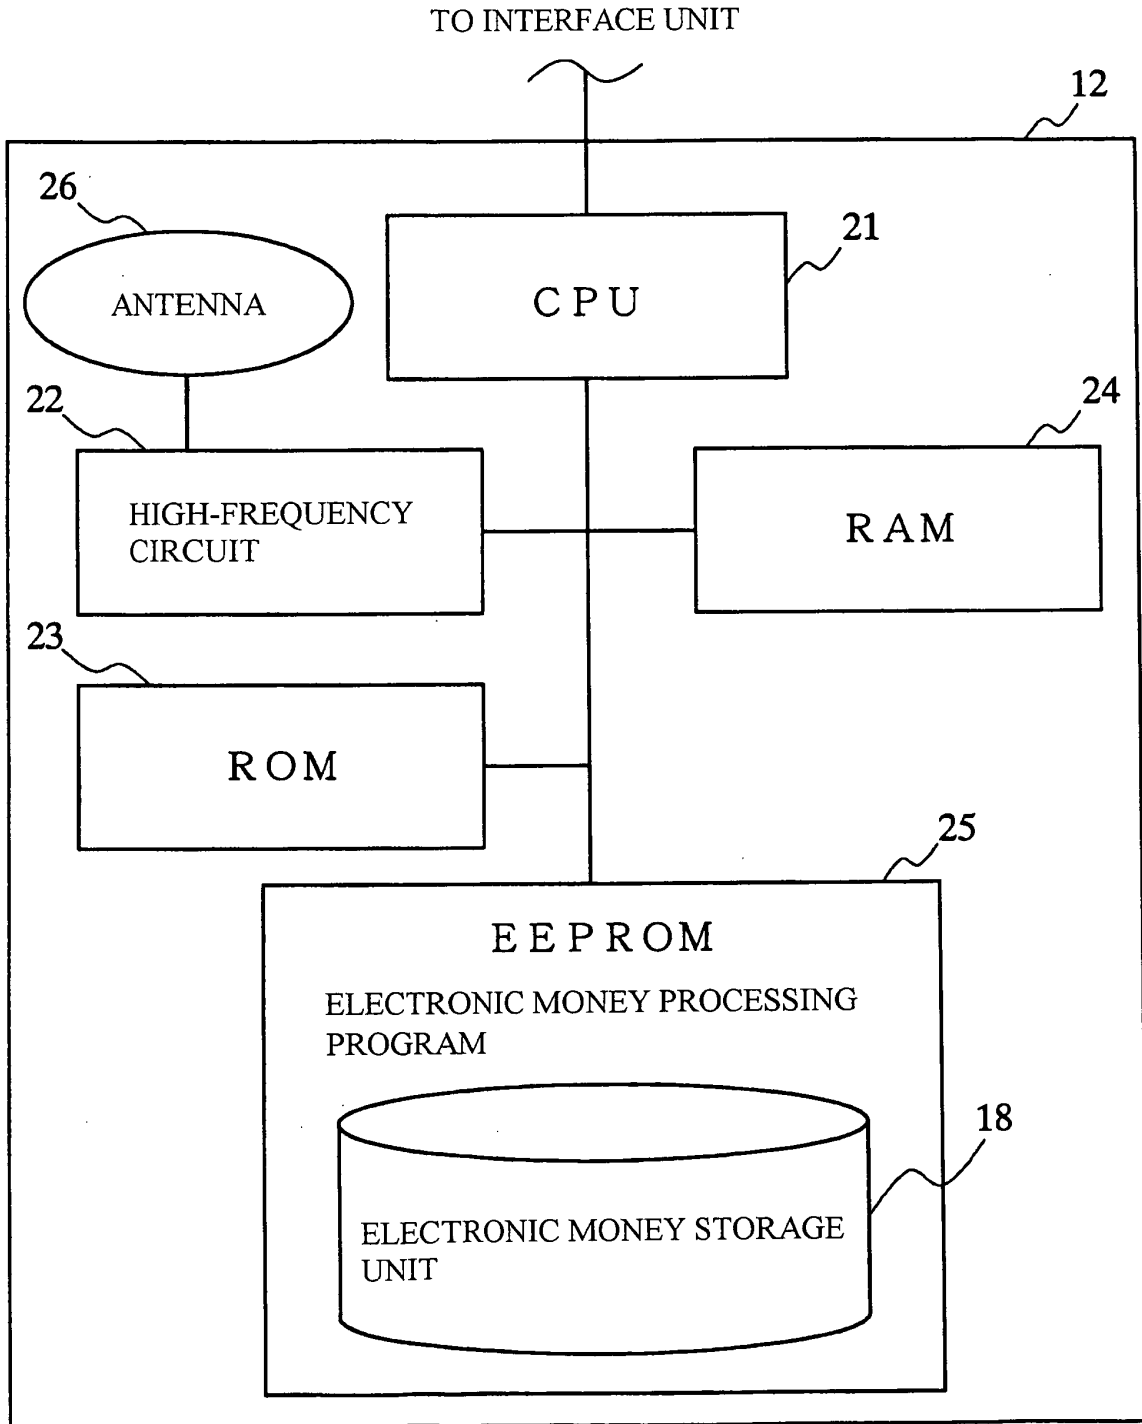 TO INTERFACE UNIT
12
26
21
ANTENNA
CPU
22
24
HIGH-FREQUENCY
CIRCUIT
RAM
23
ROM
25
EEPROM
ELECTRONIC MONEY PROCESSING
PROGRAM
18
ELECTRONIC MONEY STORAGE
UNIT